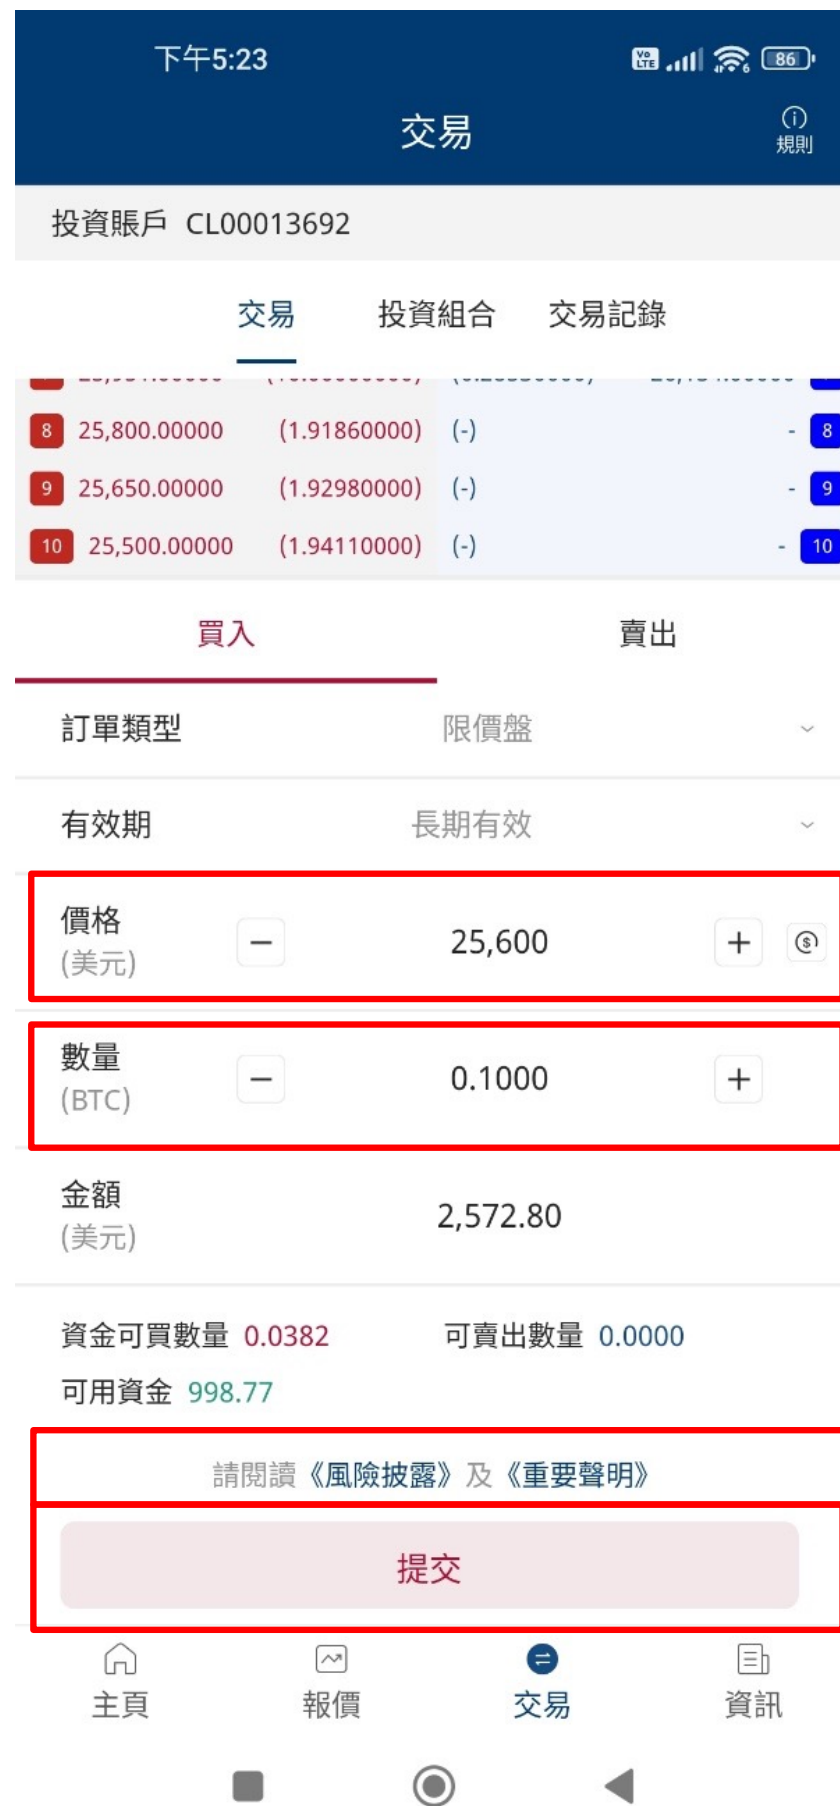 下午5:23 Vo LTE 6 86
交易
規則
投資賬戶 CL00013692
交易 投資組合 交易記錄
8 25,800.00000 (1.91860000) (-) - 8
9 25,650.00000 (1.92980000) (-) - 9
10 25,500.00000 (1.94110000) (-) - 10
買入 賣出
訂單類型 限價盤
有效期 長期有效
價格
(美元) − 25,600 +
數量
(BTC) − 0.1000 +
金額
(美元) 2,572.80
資金可買數量 0.0382 可賣出數量 0.0000
可用資金 998.77
請閱讀《風險披露》及《重要聲明》
提交
主頁 報價 交易 資訊